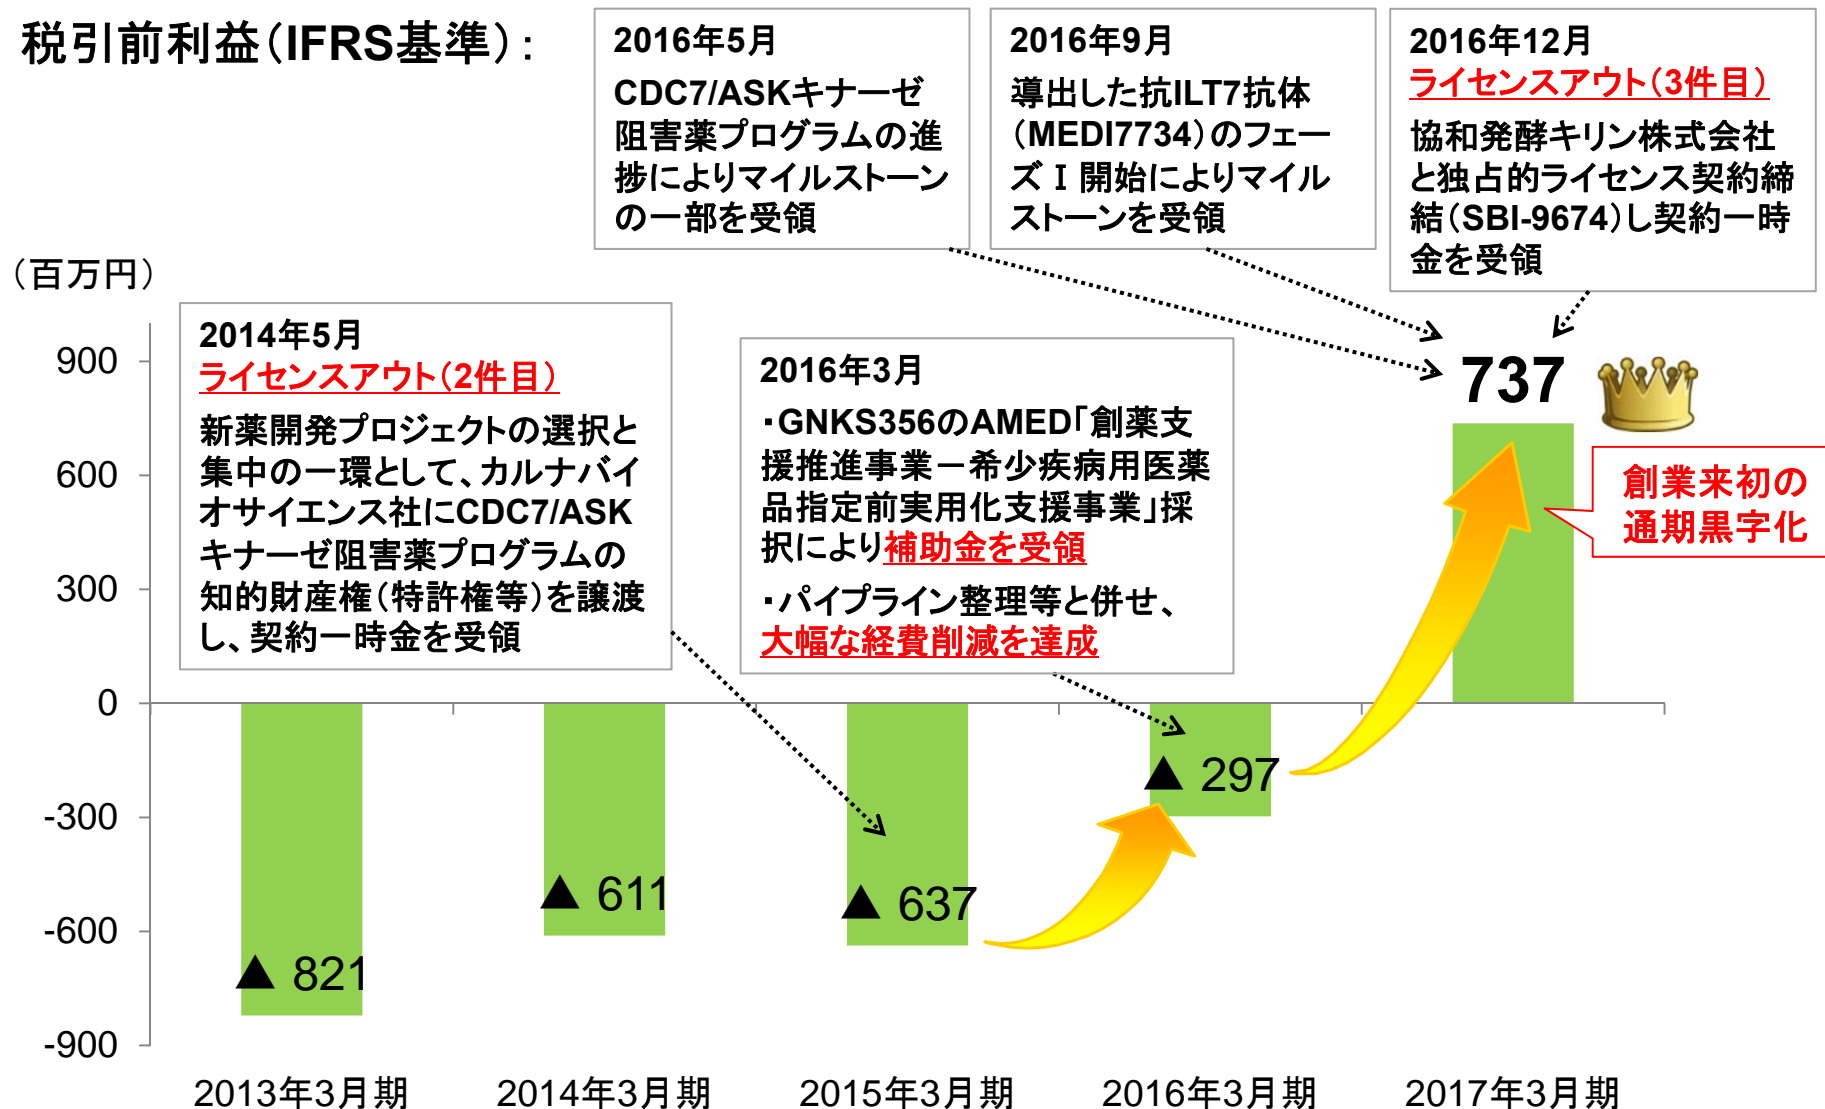 税引前利益（IFRS基準）：
2016年5月
CDC7/ASKキナーゼ
阻害薬プログラムの進
捗によりマイルストーン
の一部を受領
2016年9月
導出した抗ILT7抗体
（MEDI7734）のフェー
ズⅠ開始によりマイル
ストーンを受領
2016年12月
ライセンスアウト（3件目）
協和発酵キリン株式会社
と独占的ライセンス契約締
結（SBI-9674）し契約一時
金を受領
（百万円）
2014年5月
ライセンスアウト（2件目）
新薬開発プロジェクトの選択と
集中の一環として、カルナバイ
オサイエンス社にCDC7/ASK
キナーゼ阻害薬プログラムの
知的財産権（特許権等）を譲渡
し、契約一時金を受領
2016年3月
・GNKS356のAMED「創薬支
援推進事業－希少疾病用医薬
品指定前実用化支援事業」採
択により補助金を受領
・パイプライン整理等と併せ、
大幅な経費削減を達成
737
創業来初の
通期黒字化
900
600
300
0
-300
-600
-900
▲ 821
▲ 611
▲ 637
▲ 297
2013年3月期
2014年3月期
2015年3月期
2016年3月期
2017年3月期